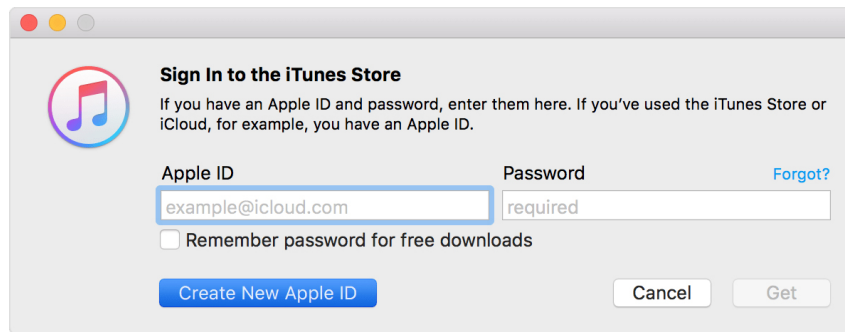 Sign In to the iTunes Store
If you have an Apple ID and password, enter them here. If you’ve used the iTunes Store or
iCloud, for example, you have an Apple ID.
Apple ID Password Forgot?
example@icloud.com required
Remember password for free downloads
Create New Apple ID Cancel Get